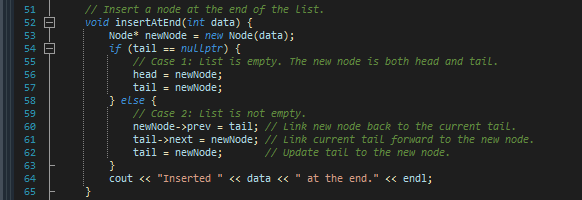 51 // Insert a node at the end of the list.
52 void insertAtEnd(int data) {
53 Node* newNode = new Node(data);
54 if (tail == nullptr) {
55 // Case 1: List is empty. The new node is both head and tail.
56 head = newNode;
57 tail = newNode;
58 } else {
59 // Case 2: List is not empty.
60 newNode->prev = tail; // Link new node back to the current tail.
61 tail->next = newNode; // Link current tail forward to the new node.
62 tail = newNode; // Update tail to the new node.
63 }
64 cout << "Inserted " << data << " at the end." << endl;
65 }